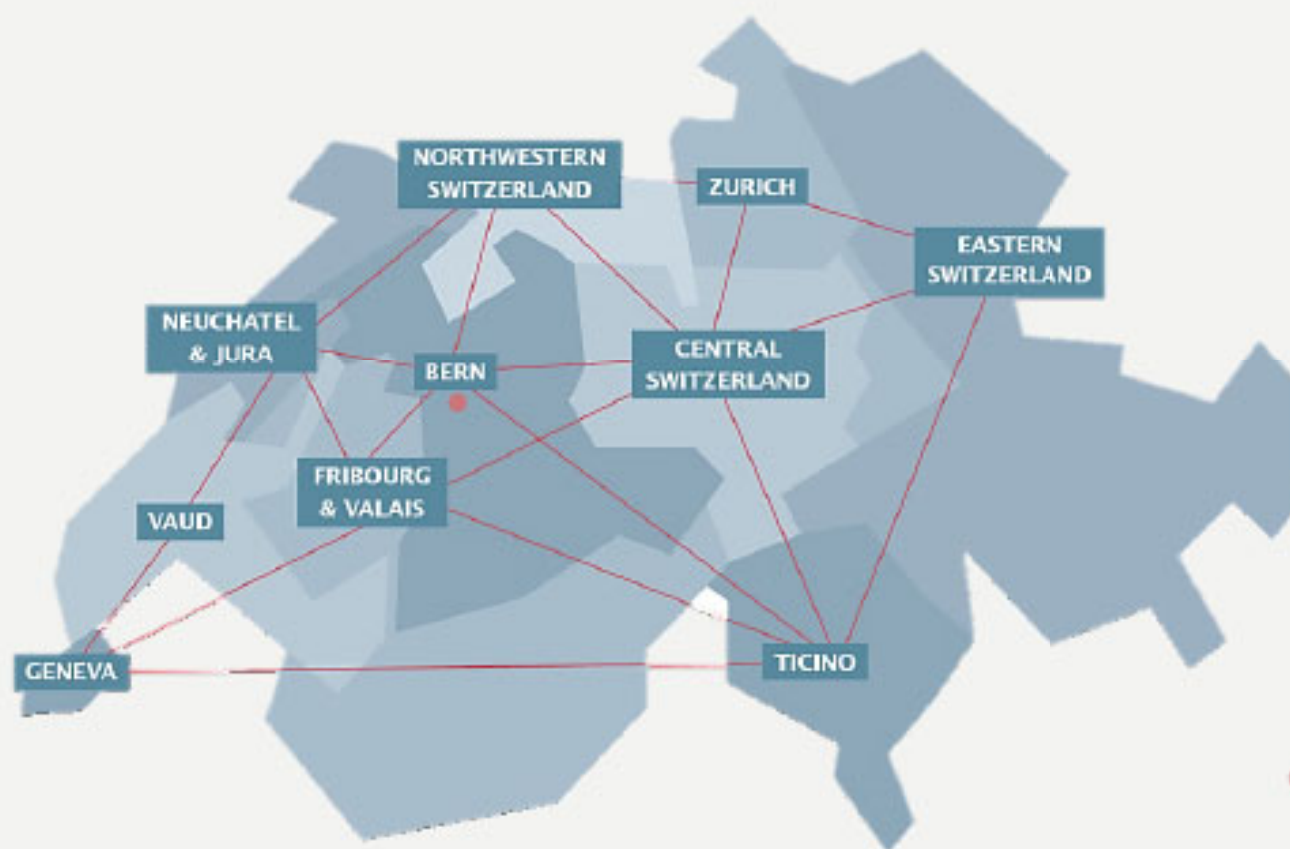 NORTHWESTERN
SWITZERLAND
ZURICH
EASTERN
SWITZERLAND
NEUCHATEL
& JURA
BERN
CENTRAL
SWITZERLAND
FRIBOURG
& VALAIS
VAUD
GENEVA
TICINO